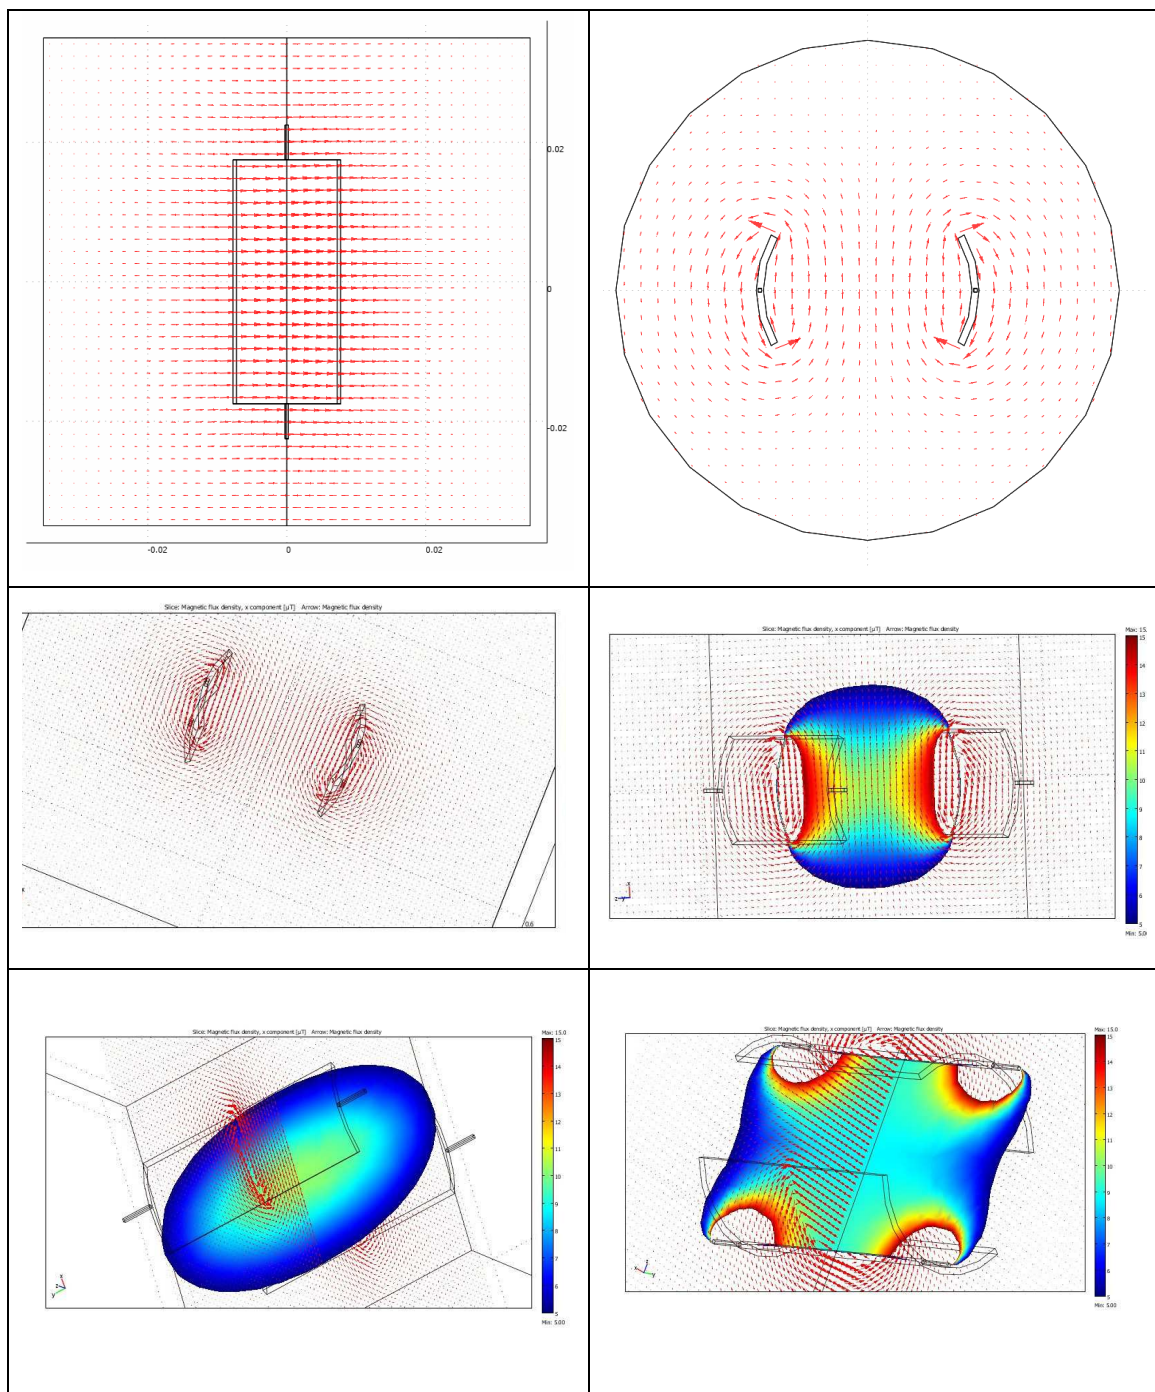 0.02
0
-0.02
-0.02
0
0.02
Slice: Magnetic flux density, x component [µT] Arrow: Magnetic flux density
0.6
Slice: Magnetic flux density, x component [µT] Arrow: Magnetic flux density
Max: 15.
15
14
13
12
11
10
9
8
7
6
5
Min: 5.00
x
z
y
Slice: Magnetic flux density, x component [µT] Arrow: Magnetic flux density
Max: 15.0
15
14
13
12
11
10
9
8
7
6
5
Min: 5.00
x
z
y
Slice: Magnetic flux density, x component [µT] Arrow: Magnetic flux density
Max: 15.0
15
14
13
12
11
10
9
8
7
6
5
Min: 5.00
x
y